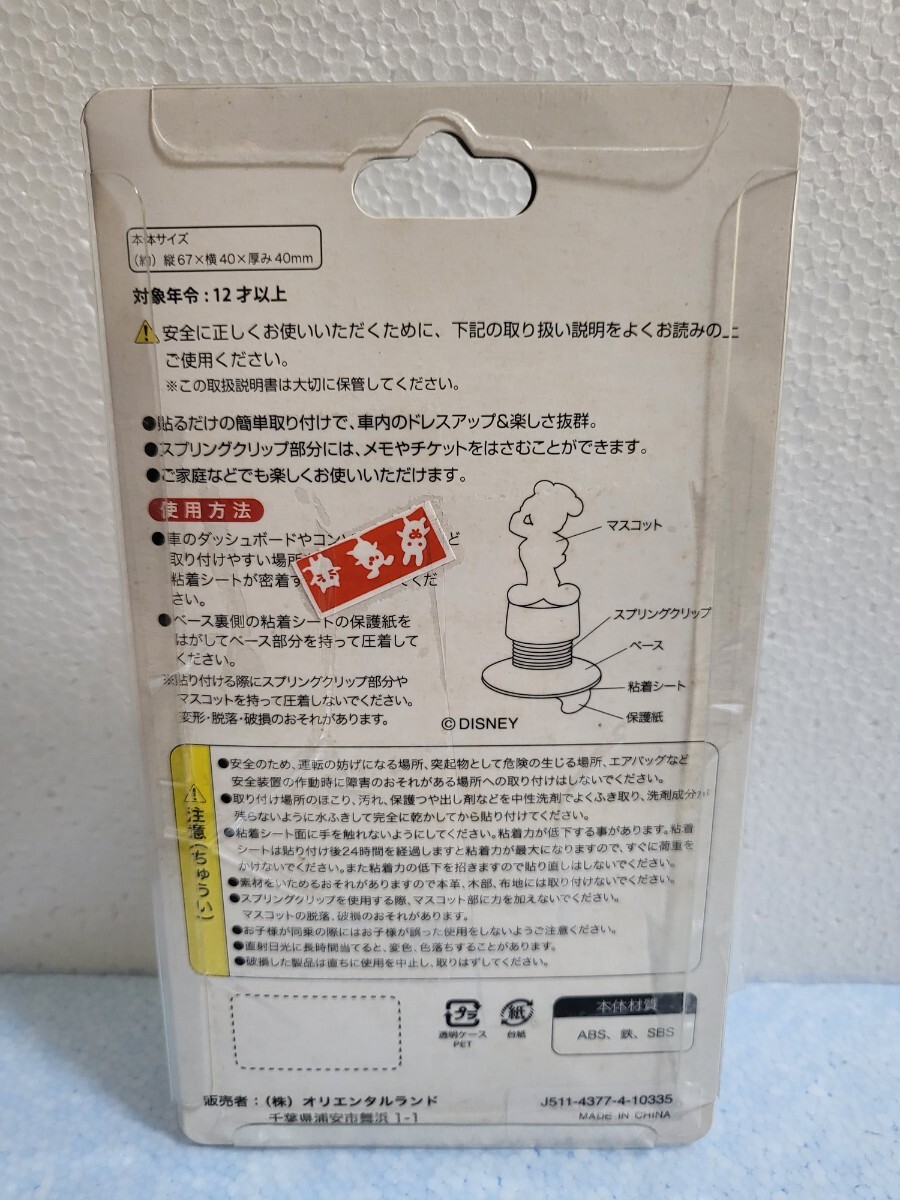 本体サイズ
(約) 縦67×横40×厚み40mm
対象年令：12才以上
安全に正しくお使いいただくために、下記の取り扱い説明をよくお読みの上
ご使用ください。
※この取扱説明書は大切に保管してください。
●貼るだけの簡単取り付けで、車内のドレスアップ&楽しさ抜群。
●スプリングクリップ部分には、メモやチケットをはさむことができます。
●ご家庭などでも楽しくお使いいただけます。
使用方法
●車のダッシュボードやコン ど
取り付けやすい場所
粘着シートが密着す くだ
さい。
●ベース裏側の粘着シートの保護紙を
はがしてベース部分を持って圧着して
ください。
※貼り付ける際にスプリングクリップ部分や
マスコットを持って圧着しないでください。
変形・脱落・破損のおそれがあります。
マスコット
スプリングクリップ
ベース
粘着シート
保護紙
©DISNEY
注意(ちゅうい)
●安全のため、運転の妨げになる場所、突起物として危険の生じる場所、エアバッグなど
安全装置の作動時に障害のおそれがある場所への取り付けはしないでください。
●取り付け場所のほこり、汚れ、保護つや出し剤などを中性洗剤でよくふき取り、洗剤成分が
残らないように水ふきして完全に乾かしてから貼り付けてください。
●粘着シート面に手を触れないようにしてください。粘着力が低下する事があります。粘着
シートは貼り付け後24時間を経過しますと粘着力が最大になりますので、すぐに荷重を
かけないでください。また粘着力の低下を招きますので貼り直しはしないでください。
●素材をいためるおそれがありますので本革、木部、布地には取り付けないでください。
●スプリングクリップを使用する際、マスコット部に力を加えないでください。
マスコットの脱落、破損のおそれがあります。
●お子様が同乗の際にはお子様が誤った使用をしないようご注意ください。
●直射日光に長時間当てると、変色、色落ちすることがあります。
●破損した製品は直ちに使用を中止し、取りはずしてください。
プラ
透明ケース
PET
紙
台紙
本体材質
ABS、鉄、SBS
販売者：(株) オリエンタルランド
千葉県浦安市舞浜 1-1
J511-4377-4-10335
MADE IN CHINA